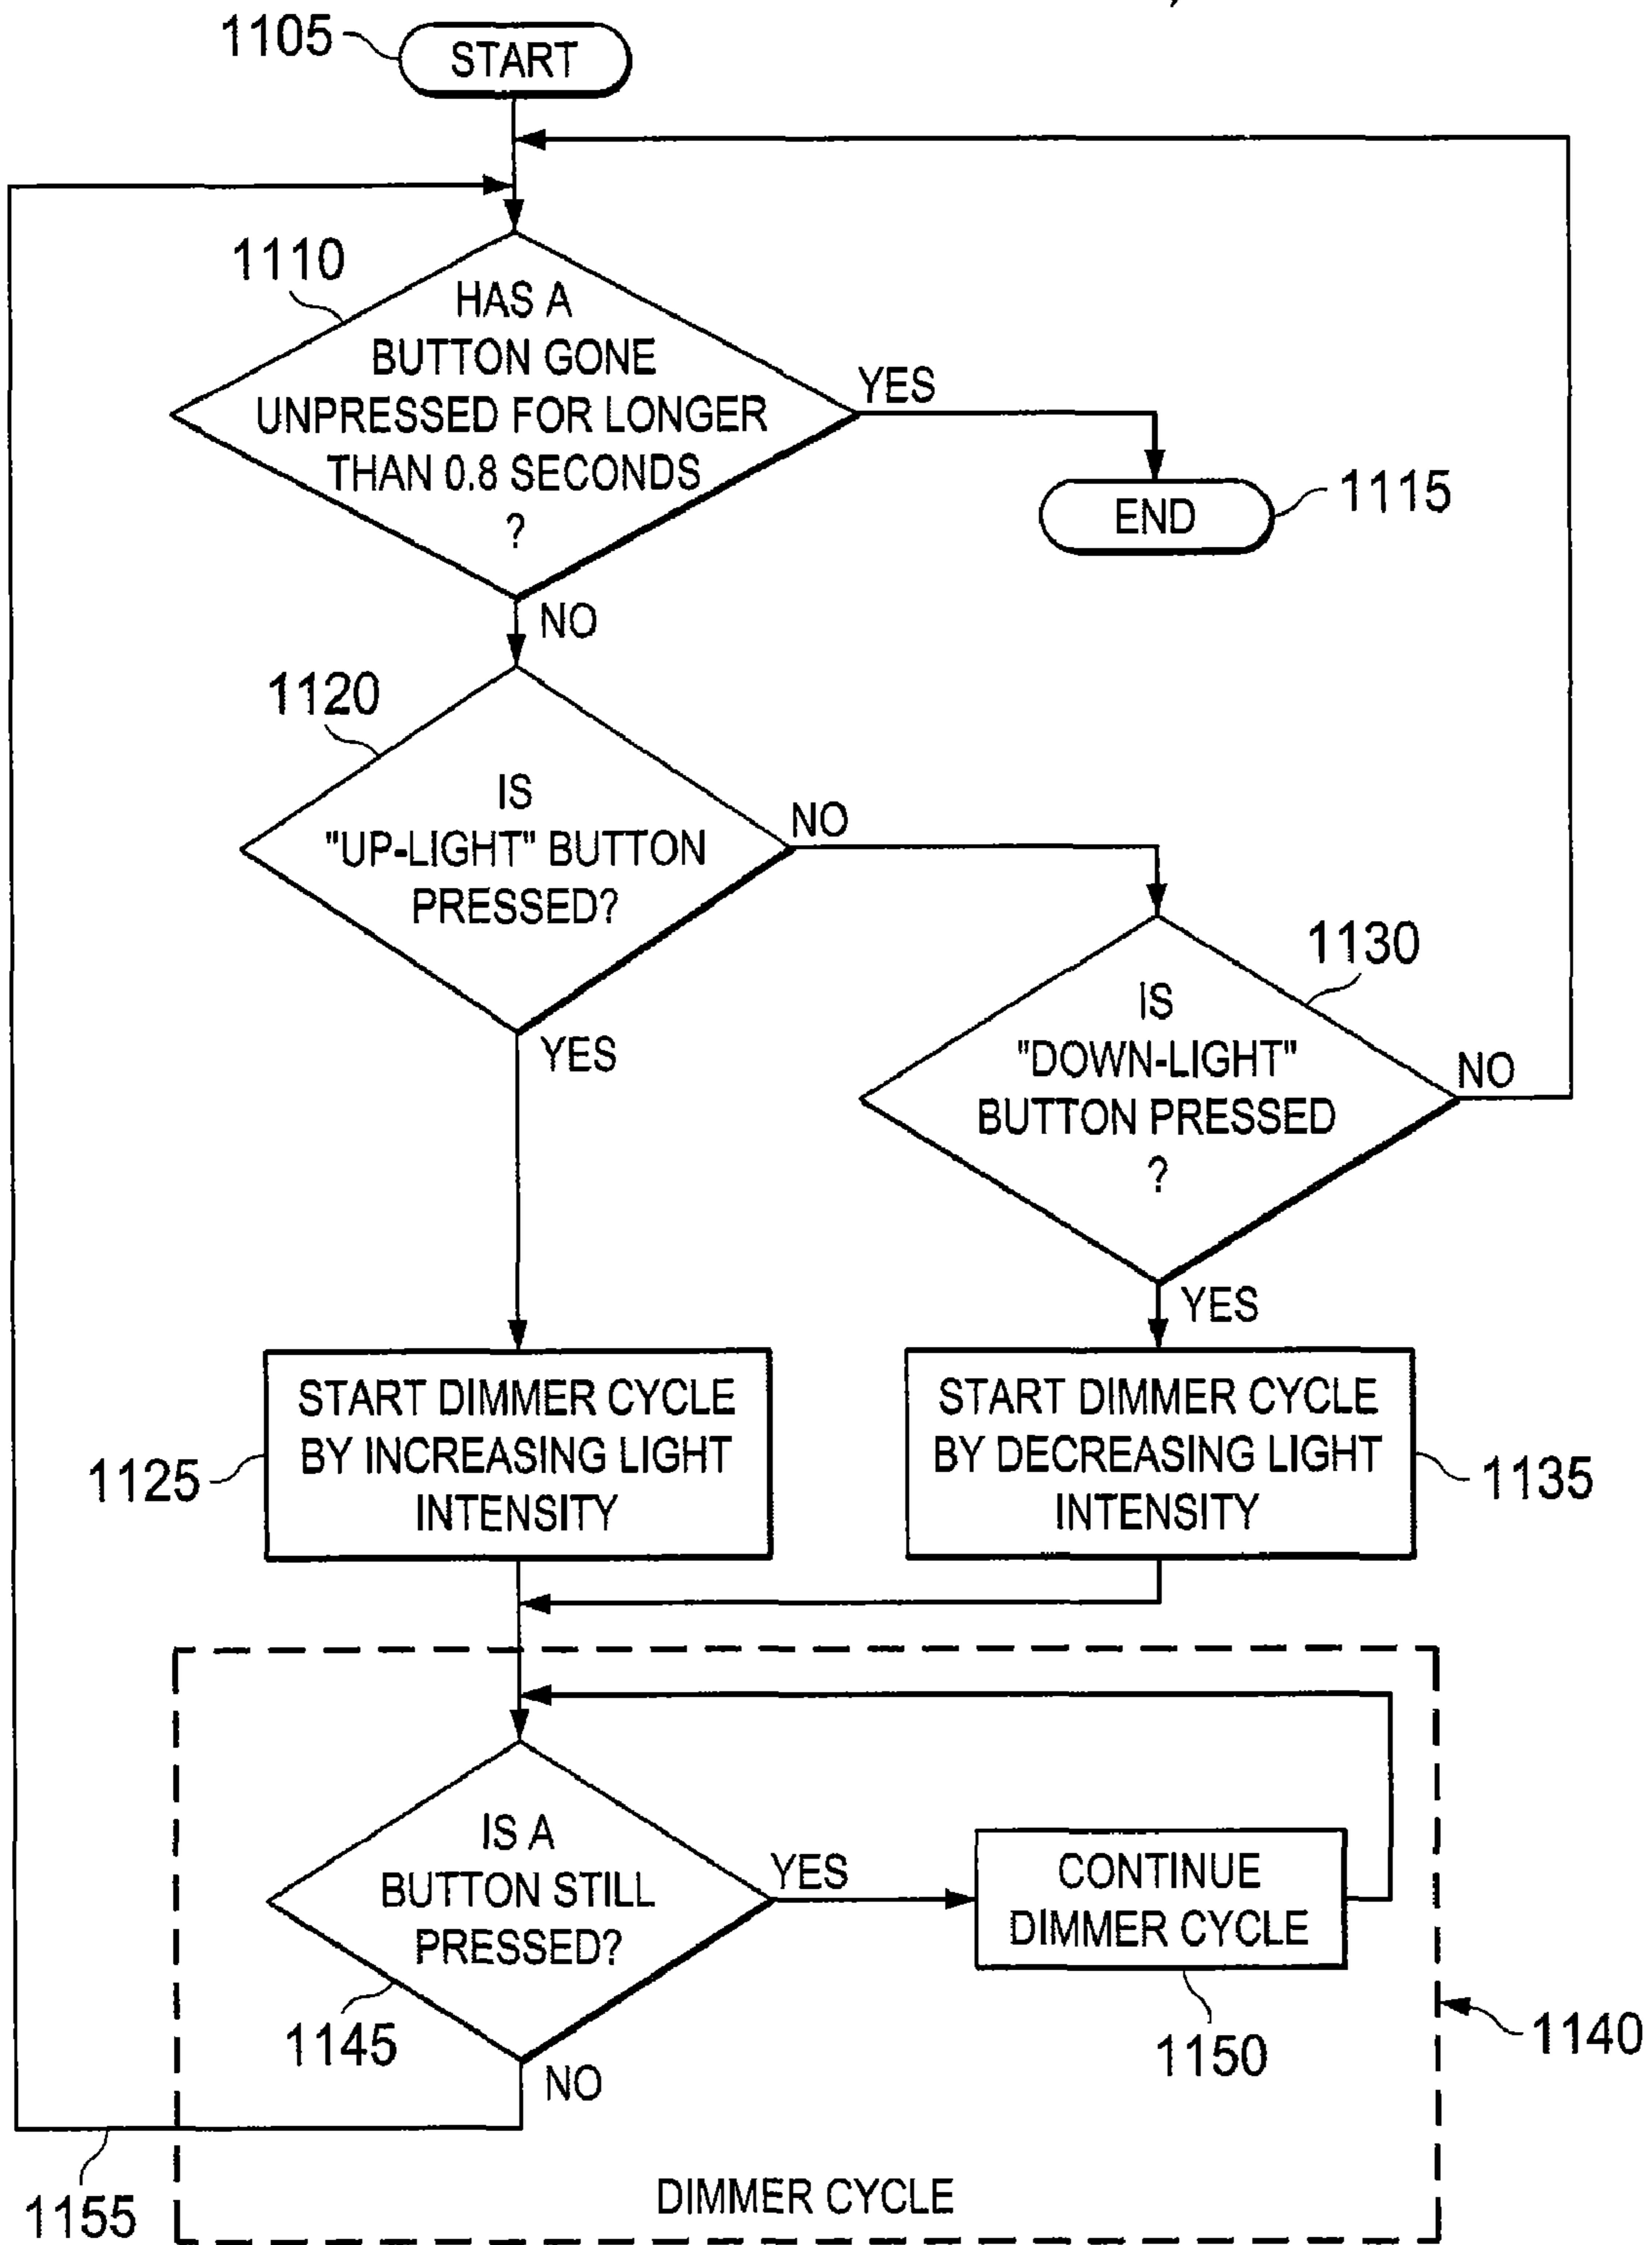 1105
START
1110
HAS A
BUTTON GONE
UNPRESSED FOR LONGER
THAN 0.8 SECONDS
?
YES
END
1115
NO
1120
IS
"UP-LIGHT" BUTTON
PRESSED?
NO
YES
1130
IS
"DOWN-LIGHT"
BUTTON PRESSED
?
NO
YES
1125
START DIMMER CYCLE
BY INCREASING LIGHT
INTENSITY
START DIMMER CYCLE
BY DECREASING LIGHT
INTENSITY
1135
IS A
BUTTON STILL
PRESSED?
YES
CONTINUE
DIMMER CYCLE
1145
1150
1140
NO
1155
DIMMER CYCLE